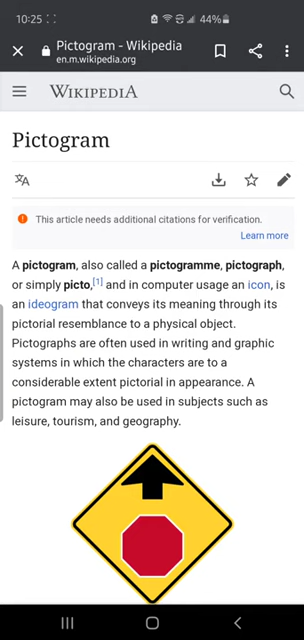 10:25
44%
Pictogram - Wikipedia
en.m.wikipedia.org
WIKIPEDIA
Pictogram
This article needs additional citations for verification.
Learn more
A pictogram, also called a pictogramme, pictograph,
or simply picto,[1] and in computer usage an icon, is
an ideogram that conveys its meaning through its
pictorial resemblance to a physical object.
Pictographs are often used in writing and graphic
systems in which the characters are to a
considerable extent pictorial in appearance. A
pictogram may also be used in subjects such as
leisure, tourism, and geography.